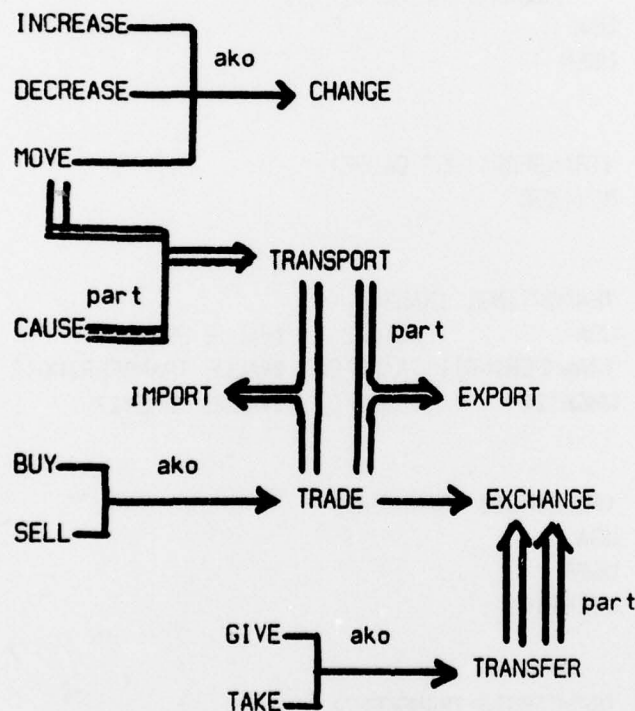 INCREASE
ako
DECREASE CHANGE
MOVE
TRANSPORT
part
part
CAUSE
IMPORT EXPORT
BUY
ako
TRADE EXCHANGE
SELL
part
GIVE
ako
TRANSFER
TAKE